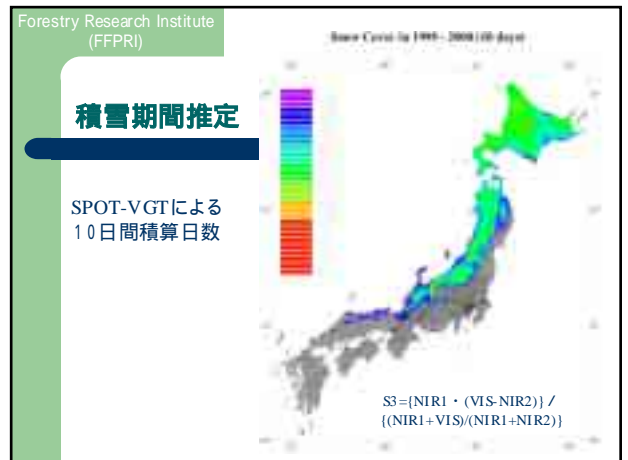 Forestry Research Institute
(FFPRI)
Snow Cover in 1999 - 2000 (10 days)
積雪期間推定
SPOT-VGTによる
10日間積算日数
S3={NIR1・(VIS-NIR2)}/
{(NIR1+VIS)/(NIR1+NIR2)}